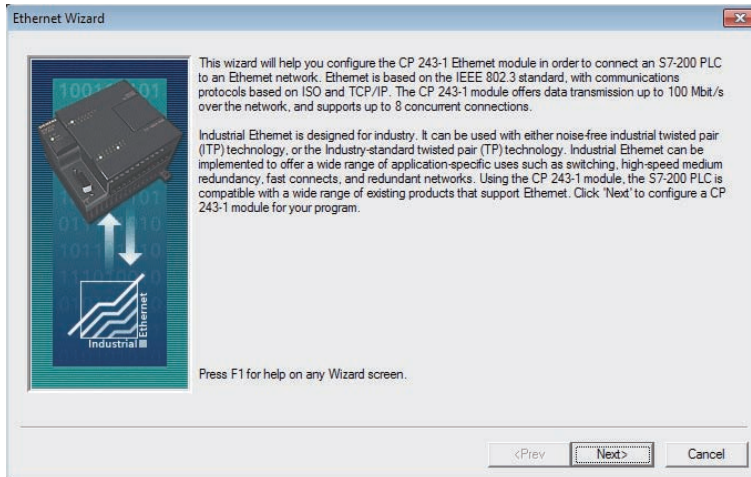 Ethernet Wizard
This wizard will help you configure the CP 243-1 Ethernet module in order to connect an S7-200 PLC
to an Ethernet network. Ethernet is based on the IEEE 802.3 standard, with communications
protocols based on ISO and TCP/IP. The CP 243-1 module offers data transmission up to 100 Mbit/s
over the network, and supports up to 8 concurrent connections.
Industrial Ethernet is designed for industry. It can be used with either noise-free industrial twisted pair
(ITP) technology, or the Industry-standard twisted pair (TP) technology. Industrial Ethernet can be
implemented to offer a wide range of application-specific uses such as switching, high-speed medium
redundancy, fast connects, and redundant networks. Using the CP 243-1 module, the S7-200 PLC is
compatible with a wide range of existing products that support Ethernet. Click 'Next' to configure a CP
243-1 module for your program.
Industrial
Ethernet
Press F1 for help on any Wizard screen.
<Prev
Next>
Cancel